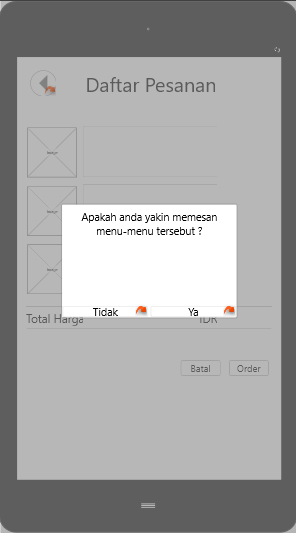 Daftar Pesanan
Apakah anda yakin memesan
menu-menu tersebut ?
Tidak
Ya
Total Harga
IDR
Batal
Order